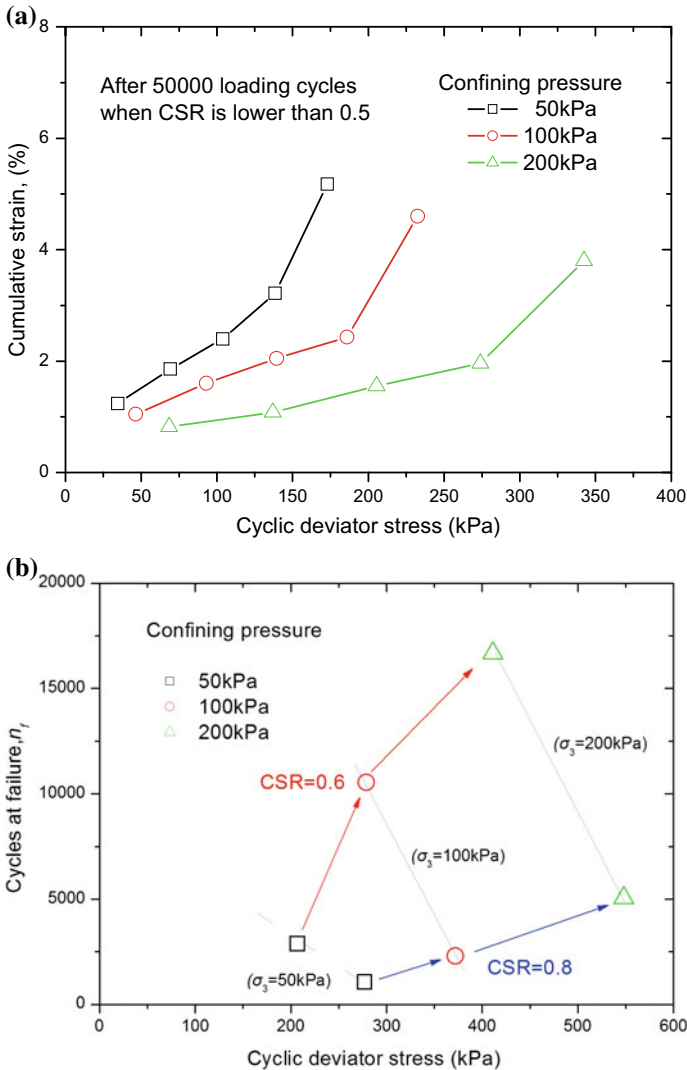 (a)
8
6
4
2
0
Cumulative strain, (%)
After 50000 loading cycles
when CSR is lower than 0.5
Confining pressure
50kPa
100kPa
200kPa
0 50 100 150 200 250 300 350 400
Cyclic deviator stress (kPa)
(b)
20000
15000
10000
5000
0
Cycles at failure,nf
Confining pressure
50kPa
100kPa
200kPa
(σ3=200kPa)
CSR=0.6
(σ3=100kPa)
(σ3=50kPa)
CSR=0.8
0 100 200 300 400 500 600
Cyclic deviator stress (kPa)